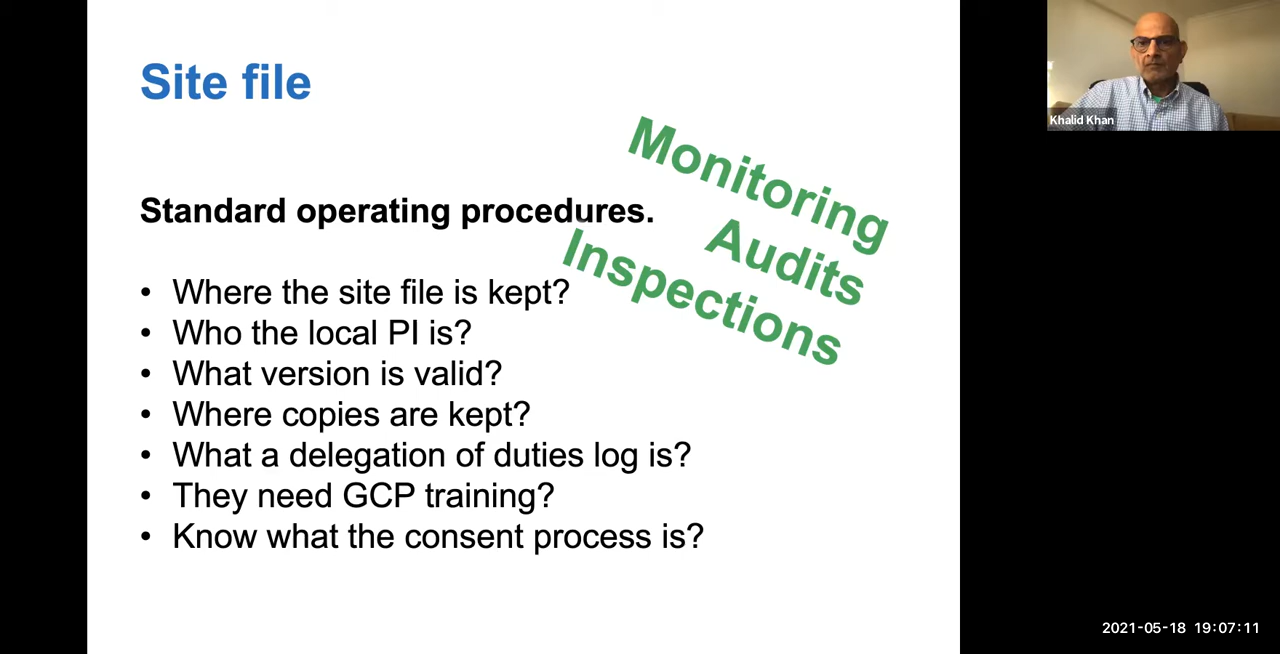 Site file
Monitoring
Audits
Inspections
Standard operating procedures.
• Where the site file is kept?
• Who the local PI is?
• What version is valid?
• Where copies are kept?
• What a delegation of duties log is?
• They need GCP training?
• Know what the consent process is?
Khalid Khan
2021-05-18 19:07:11